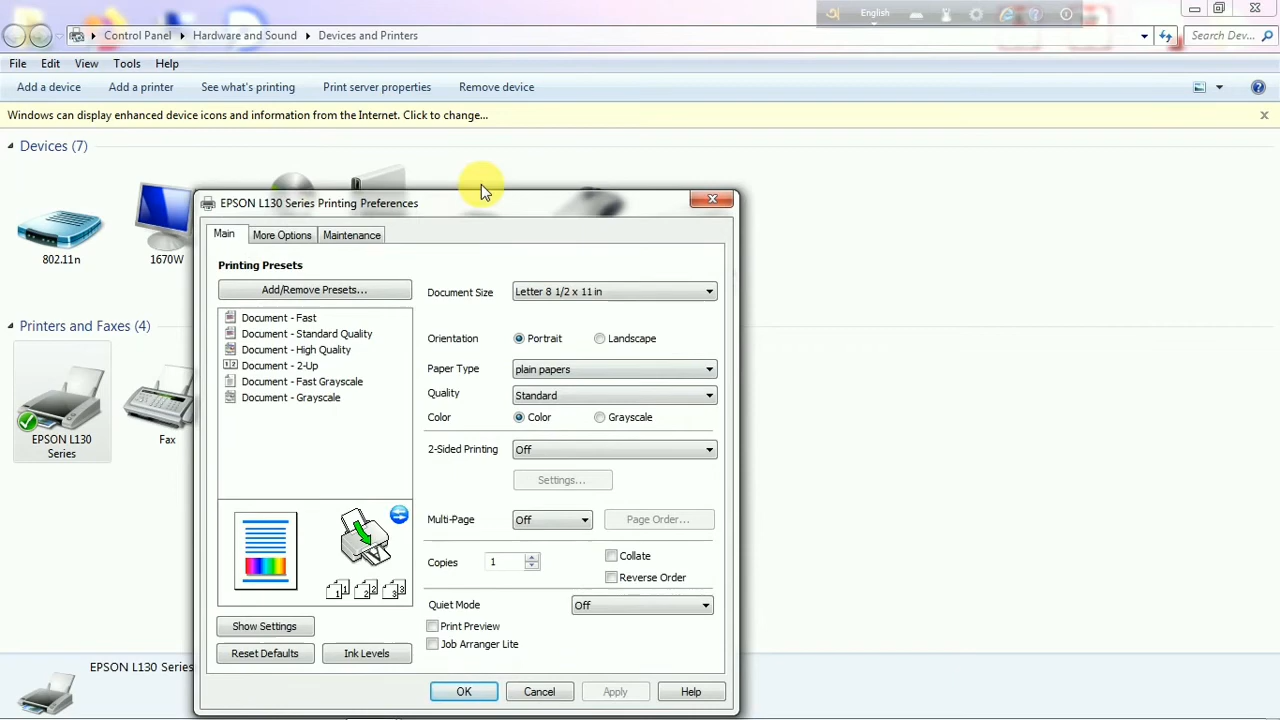 English
Control Panel
Hardware and Sound
Devices and Printers
Search Dev...
File
Edit
View
Tools
Help
Add a device
Add a printer
See what's printing
Print server properties
Remove device
Windows can display enhanced device icons and information from the Internet. Click to change...
Devices (7)
802.11n
1670W
Printers and Faxes (4)
EPSON L130
Series
Fax
EPSON L130 Series Printing Preferences
Main
More Options
Maintenance
Printing Presets
Add/Remove Presets...
Document - Fast
Document - Standard Quality
Document - High Quality
Document - 2-Up
Document - Fast Grayscale
Document - Grayscale
Document Size
Letter 8 1/2 x 11 in
Orientation
Portrait
Landscape
Paper Type
plain papers
Quality
Standard
Color
Color
Grayscale
2-Sided Printing
Off
Settings...
Multi-Page
Off
Page Order...
Copies
1
Collate
Reverse Order
Quiet Mode
Off
Print Preview
Job Arranger Lite
Show Settings
Reset Defaults
Ink Levels
OK
Cancel
Apply
Help
EPSON L130 Series